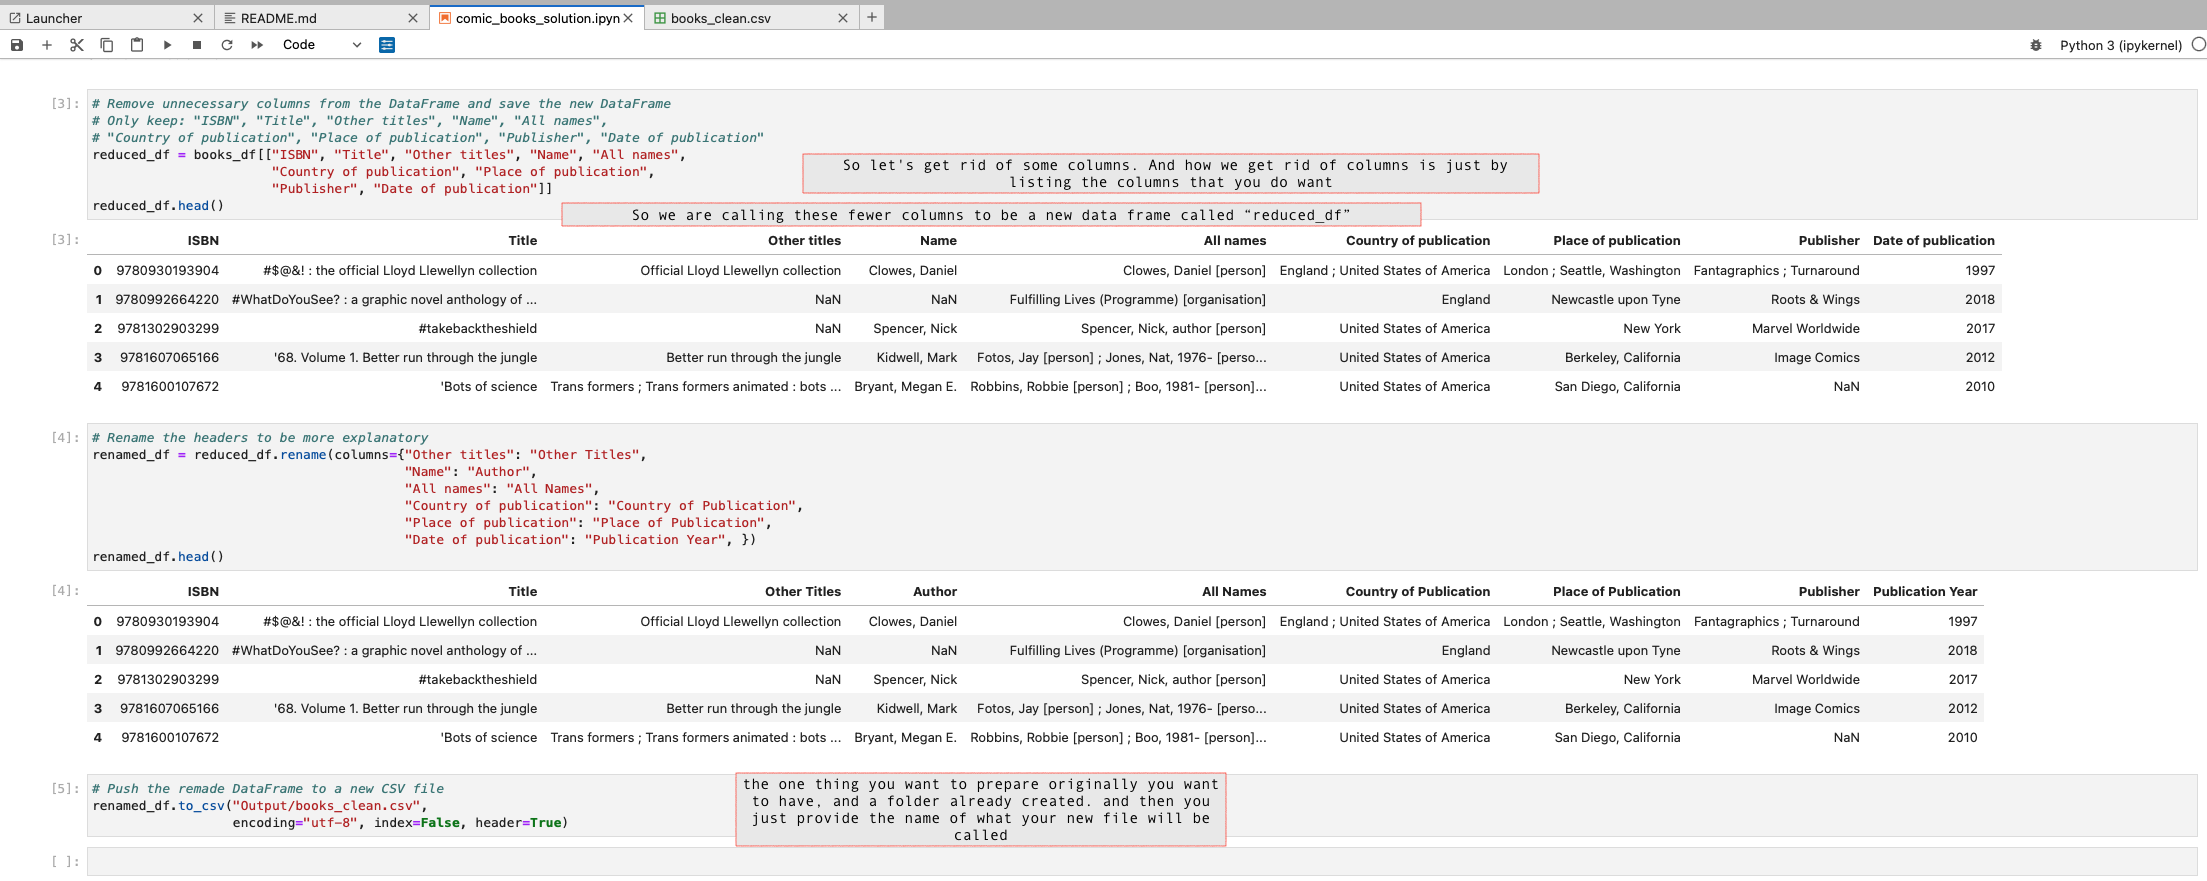 Launcher
README.md
comic_books_solution.ipyn
books_clean.csv
Code
Python 3 (ipykernel)
[3]:
# Remove unnecessary columns from the DataFrame and save the new DataFrame
# Only keep: "ISBN", "Title", "Other titles", "Name", "All names",
# "Country of publication", "Place of publication", "Publisher", "Date of publication"
reduced_df = books_df[["ISBN", "Title", "Other titles", "Name", "All names",
"Country of publication", "Place of publication",
"Publisher", "Date of publication"]]
reduced_df.head()
So let's get rid of some columns. And how we get rid of columns is just by
listing the columns that you do want
So we are calling these fewer columns to be a new data frame called “reduced_df”
[3]:
ISBN Title Other titles Name All names Country of publication Place of publication Publisher Date of publication
0 9780930193904 #$@&! : the official Lloyd Llewellyn collection Official Lloyd Llewellyn collection Clowes, Daniel Clowes, Daniel [person] England ; United States of America London ; Seattle, Washington Fantagraphics ; Turnaround 1997
1 9780992664220 #WhatDoYouSee? : a graphic novel anthology of ... NaN NaN Fulfilling Lives (Programme) [organisation] England Newcastle upon Tyne Roots & Wings 2018
2 9781302903299 #takebacktheshield NaN Spencer, Nick Spencer, Nick, author [person] United States of America New York Marvel Worldwide 2017
3 9781607065166 '68. Volume 1. Better run through the jungle Better run through the jungle Kidwell, Mark Fotos, Jay [person] ; Jones, Nat, 1976- [perso... United States of America Berkeley, California Image Comics 2012
4 9781600107672 'Bots of science Trans formers ; Trans formers animated : bots ... Bryant, Megan E. Robbins, Robbie [person] ; Boo, 1981- [person]... United States of America San Diego, California NaN 2010
[4]:
# Rename the headers to be more explanatory
renamed_df = reduced_df.rename(columns={"Other titles": "Other Titles",
"Name": "Author",
"All names": "All Names",
"Country of publication": "Country of Publication",
"Place of publication": "Place of Publication",
"Date of publication": "Publication Year", })
renamed_df.head()
[4]:
ISBN Title Other Titles Author All Names Country of Publication Place of Publication Publisher Publication Year
0 9780930193904 #$@&! : the official Lloyd Llewellyn collection Official Lloyd Llewellyn collection Clowes, Daniel Clowes, Daniel [person] England ; United States of America London ; Seattle, Washington Fantagraphics ; Turnaround 1997
1 9780992664220 #WhatDoYouSee? : a graphic novel anthology of ... NaN NaN Fulfilling Lives (Programme) [organisation] England Newcastle upon Tyne Roots & Wings 2018
2 9781302903299 #takebacktheshield NaN Spencer, Nick Spencer, Nick, author [person] United States of America New York Marvel Worldwide 2017
3 9781607065166 '68. Volume 1. Better run through the jungle Better run through the jungle Kidwell, Mark Fotos, Jay [person] ; Jones, Nat, 1976- [perso... United States of America Berkeley, California Image Comics 2012
4 9781600107672 'Bots of science Trans formers ; Trans formers animated : bots ... Bryant, Megan E. Robbins, Robbie [person] ; Boo, 1981- [person]... United States of America San Diego, California NaN 2010
[5]:
# Push the remade DataFrame to a new CSV file
renamed_df.to_csv("Output/books_clean.csv",
encoding="utf-8", index=False, header=True)
the one thing you want to prepare originally you want
to have, and a folder already created. and then you
just provide the name of what your new file will be
called
[ ]: